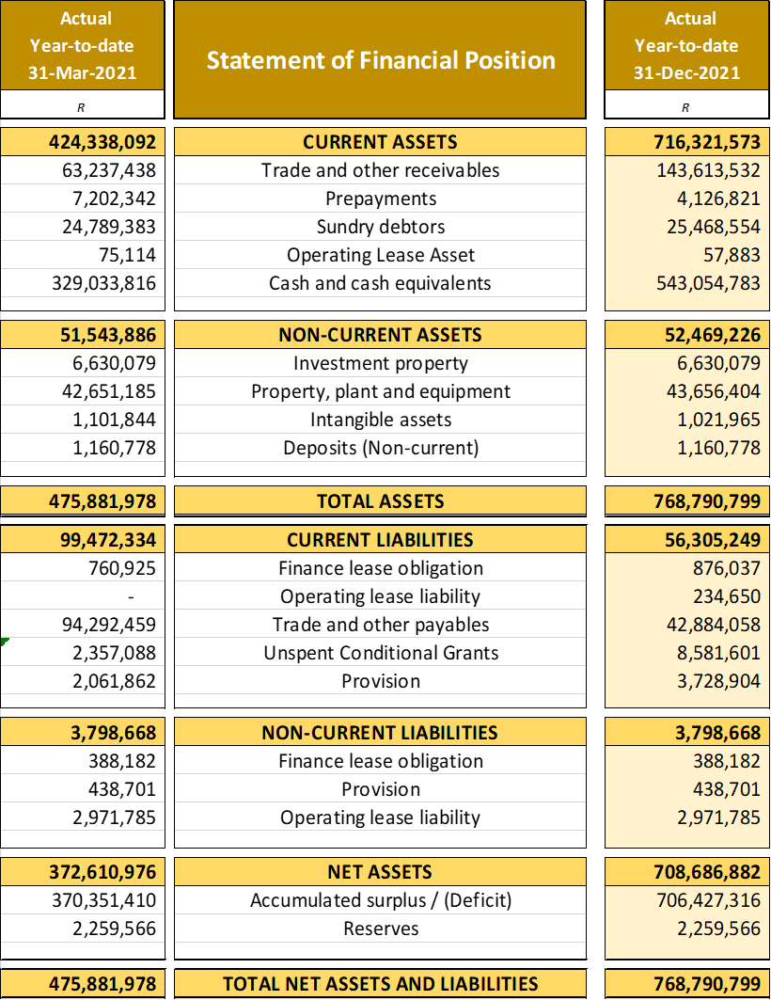 Actual
Year-to-date
31-Mar-2021
R
Statement of Financial Position
Actual
Year-to-date
31-Dec-2021
R
424,338,092 CURRENT ASSETS 716,321,573
63,237,438 Trade and other receivables 143,613,532
7,202,342 Prepayments 4,126,821
24,789,383 Sundry debtors 25,468,554
75,114 Operating Lease Asset 57,883
329,033,816 Cash and cash equivalents 543,054,783
51,543,886 NON-CURRENT ASSETS 52,469,226
6,630,079 Investment property 6,630,079
42,651,185 Property, plant and equipment 43,656,404
1,101,844 Intangible assets 1,021,965
1,160,778 Deposits (Non-current) 1,160,778
475,881,978 TOTAL ASSETS 768,790,799
99,472,334 CURRENT LIABILITIES 56,305,249
760,925 Finance lease obligation 876,037
- Operating lease liability 234,650
94,292,459 Trade and other payables 42,884,058
2,357,088 Unspent Conditional Grants 8,581,601
2,061,862 Provision 3,728,904
3,798,668 NON-CURRENT LIABILITIES 3,798,668
388,182 Finance lease obligation 388,182
438,701 Provision 438,701
2,971,785 Operating lease liability 2,971,785
372,610,976 NET ASSETS 708,686,882
370,351,410 Accumulated surplus / (Deficit) 706,427,316
2,259,566 Reserves 2,259,566
475,881,978 TOTAL NET ASSETS AND LIABILITIES 768,790,799